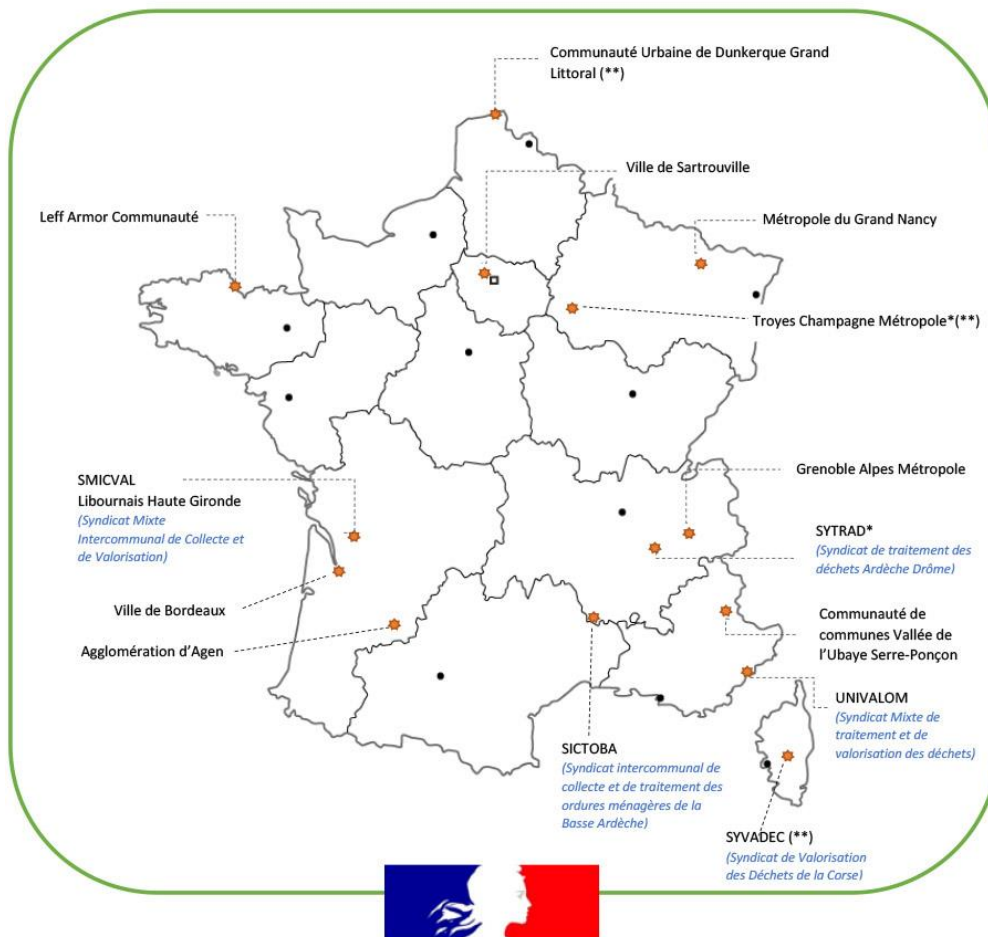 Communauté Urbaine de Dunkerque Grand
Littoral (**)
Ville de Sartrouville
Leff Armor Communauté
Métropole du Grand Nancy
Troyes Champagne Métropole*(**)
SMICVAL
Libournais Haute Gironde
(Syndicat Mixte
Intercommunal de Collecte et
de Valorisation)
Grenoble Alpes Métropole
SYTRAD*
(Syndicat de traitement des
déchets Ardèche Drôme)
Ville de Bordeaux
Agglomération d’Agen
Communauté de
communes Vallée de
l’Ubaye Serre-Ponçon
UNIVALOM
(Syndicat Mixte de
traitement et de
valorisation des déchets)
SICTOBA
(Syndicat intercommunal de
collecte et de traitement des
ordures ménagères de la
Basse Ardèche)
SYVADEC (**)
(Syndicat de Valorisation
des Déchets de la Corse)